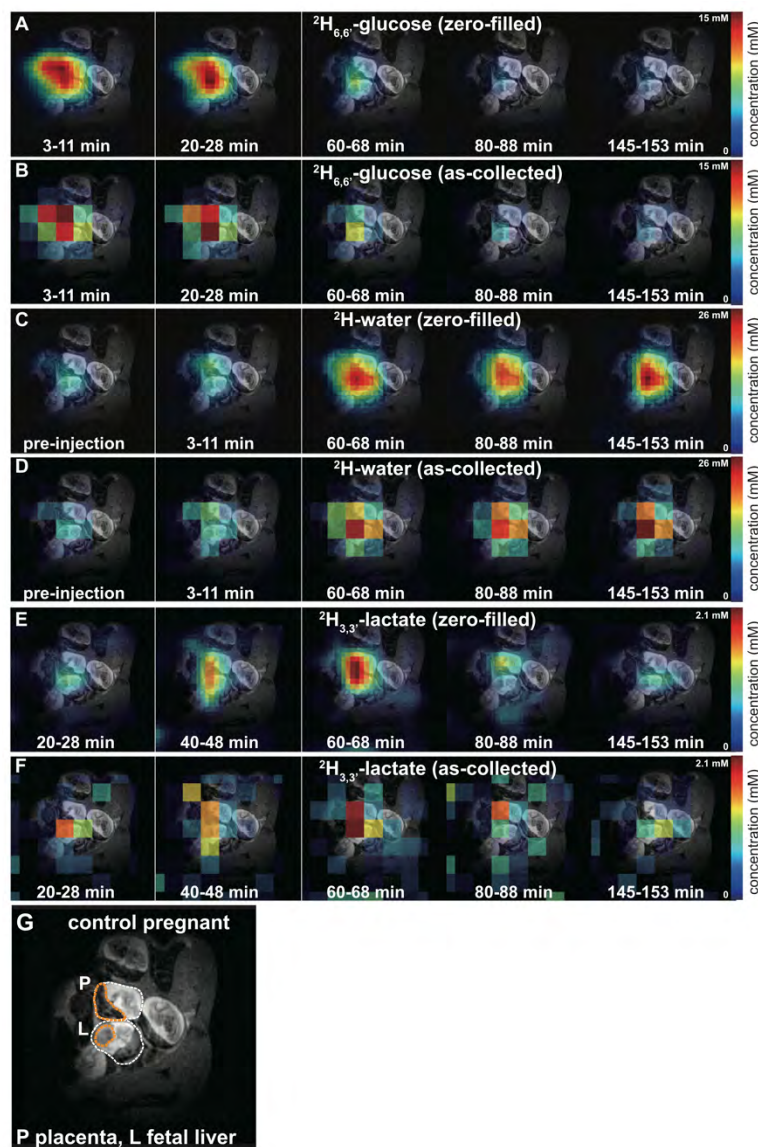 A ²H6,6'-glucose (zero-filled) 15 mM
3-11 min 20-28 min 60-68 min 80-88 min 145-153 min 0
concentration (mM)
B ²H6,6'-glucose (as-collected) 15 mM
3-11 min 20-28 min 60-68 min 80-88 min 145-153 min 0
concentration (mM)
C ²H-water (zero-filled) 26 mM
pre-injection 3-11 min 60-68 min 80-88 min 145-153 min 0
concentration (mM)
D ²H-water (as-collected) 26 mM
pre-injection 3-11 min 60-68 min 80-88 min 145-153 min 0
concentration (mM)
E ²H3,3'-lactate (zero-filled) 2.1 mM
20-28 min 40-48 min 60-68 min 80-88 min 145-153 min 0
concentration (mM)
F ²H3,3'-lactate (as-collected) 2.1 mM
20-28 min 40-48 min 60-68 min 80-88 min 145-153 min 0
concentration (mM)
G control pregnant
P
L
P placenta, L fetal liver